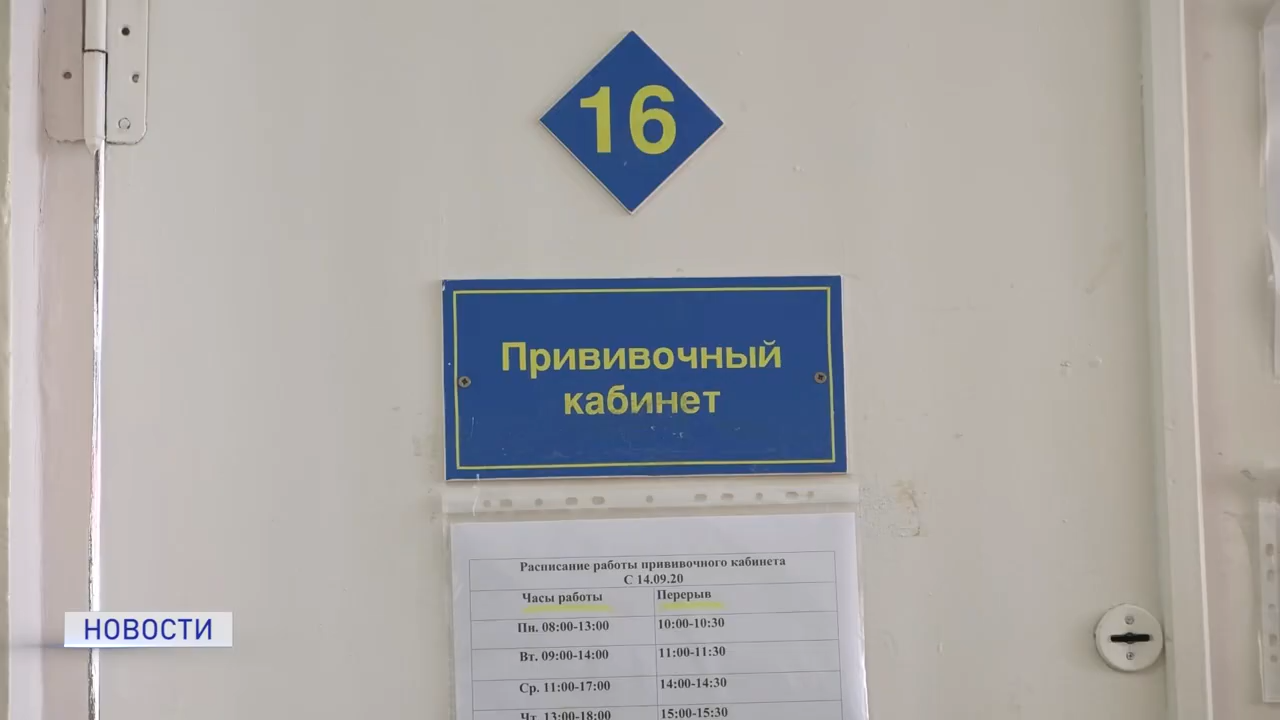 16
Прививочный
кабинет
Расписание работы прививочного кабинета
С 14.09.20
Часы работы Перерыв
Пн. 08:00-13:00 10:00-10:30
Вт. 09:00-14:00 11:00-11:30
Ср. 11:00-17:00 14:00-14:30
Чт. 13:00-18:00 15:00-15:30
НОВОСТИ